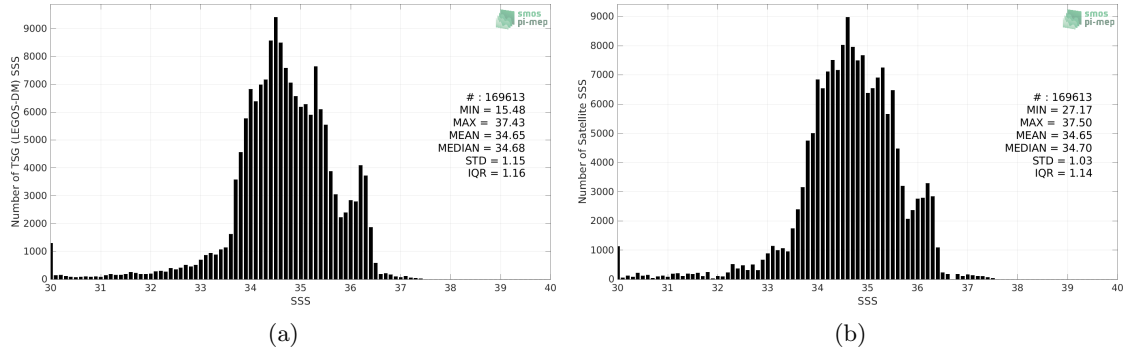 smos
pi-mep
Number of TSG (LEGOS-DM) SSS
9000
8000
7000
6000
5000
4000
3000
2000
1000
0
# : 169613
MIN = 15.48
MAX = 37.43
MEAN = 34.65
MEDIAN = 34.68
STD = 1.15
IQR = 1.16
30 31 32 33 34 35 36 37 38 39 40
SSS
(a)
smos
pi-mep
Number of Satellite SSS
9000
8000
7000
6000
5000
4000
3000
2000
1000
0
# : 169613
MIN = 27.17
MAX = 37.50
MEAN = 34.65
MEDIAN = 34.70
STD = 1.03
IQR = 1.14
30 31 32 33 34 35 36 37 38 39 40
SSS
(b)